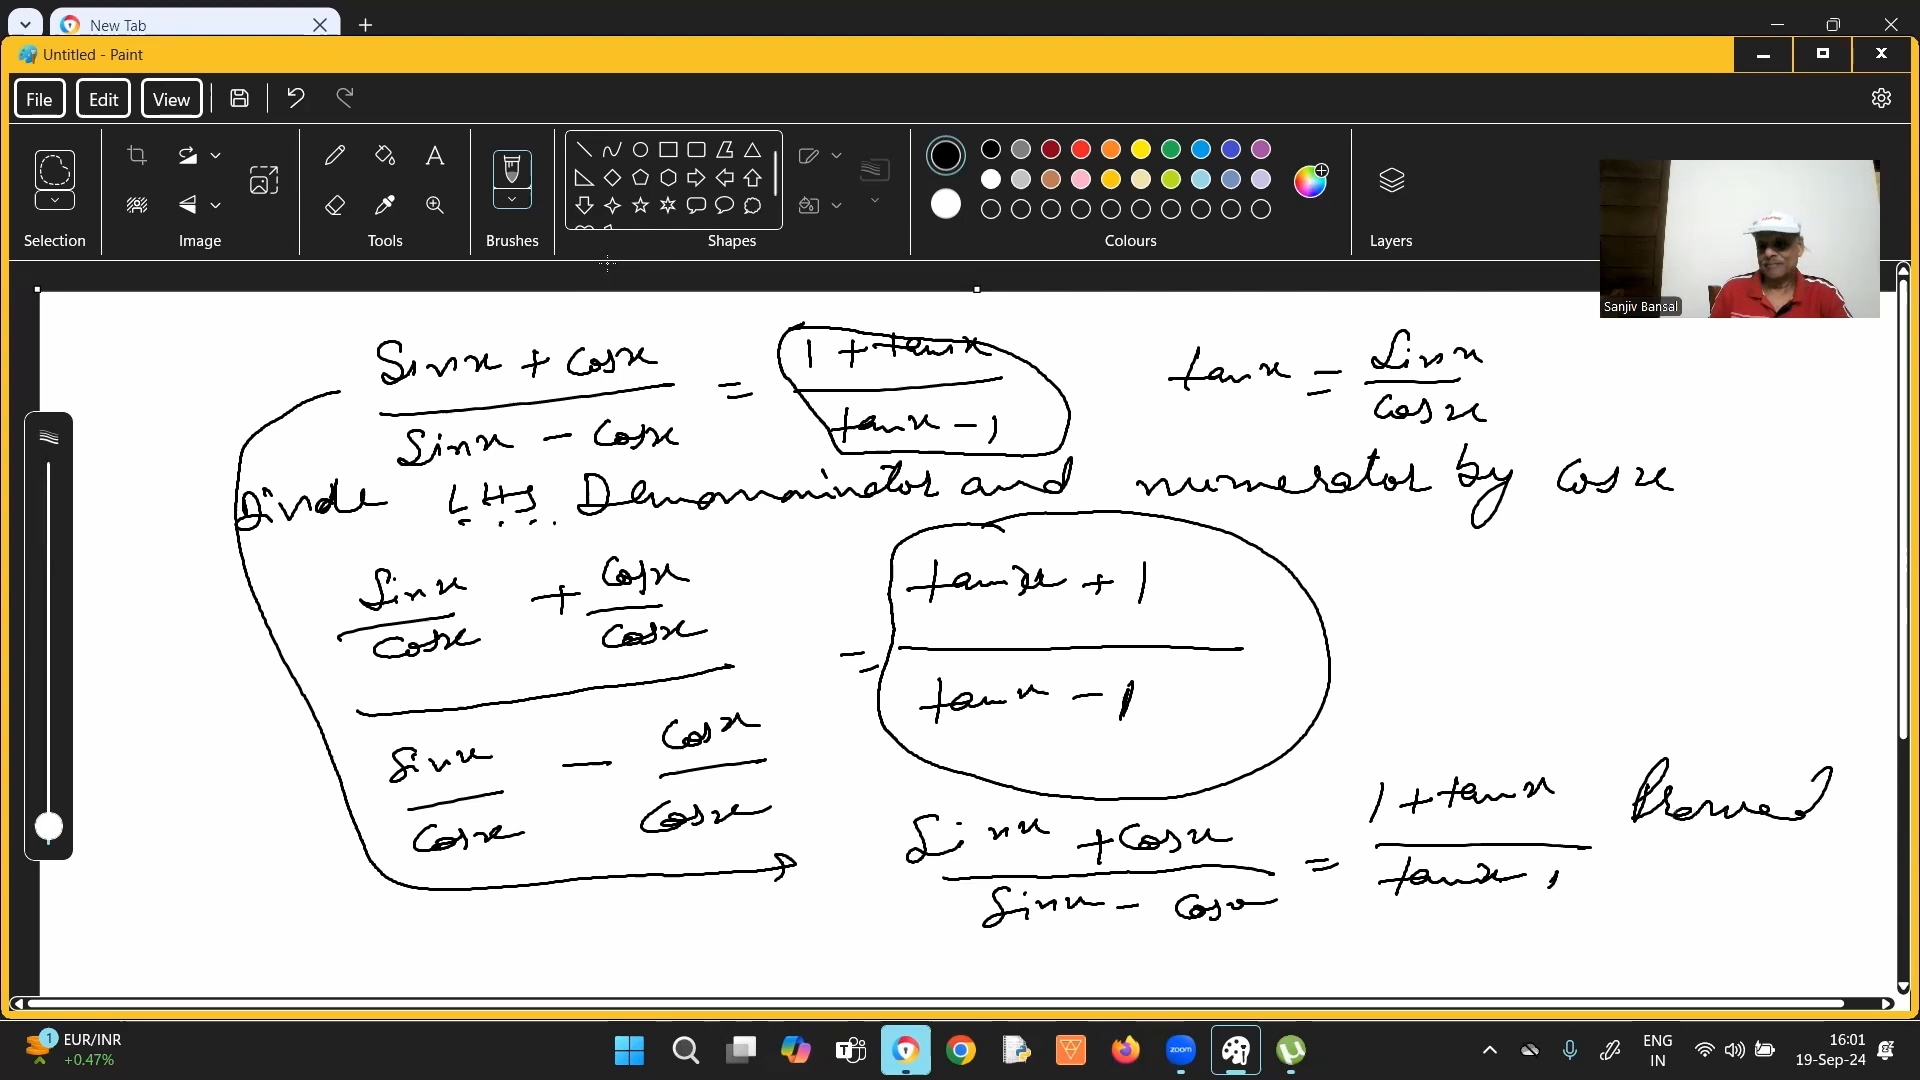 New Tab
Untitled - Paint
File Edit View
Selection Image Tools Brushes Shapes Colours Layers
Sanjiv Bansal
Sinx + Cosx = 1 + tanx tanx = Sinx
Sinx - Cosx tanx - 1 Cosx
Divide LHS Denomominator and numerator by Cosx
Sinx + Cosx = tanx + 1
Cosx Cosx
tanx - 1
Sinx - Cosx
Cosx Cosx
Sinx + Cosx = 1 + tanx Proved
Sinx - Cosx tanx
1 EUR/INR
+0.47%
zoom
ENG
IN
16:01
19-Sep-24